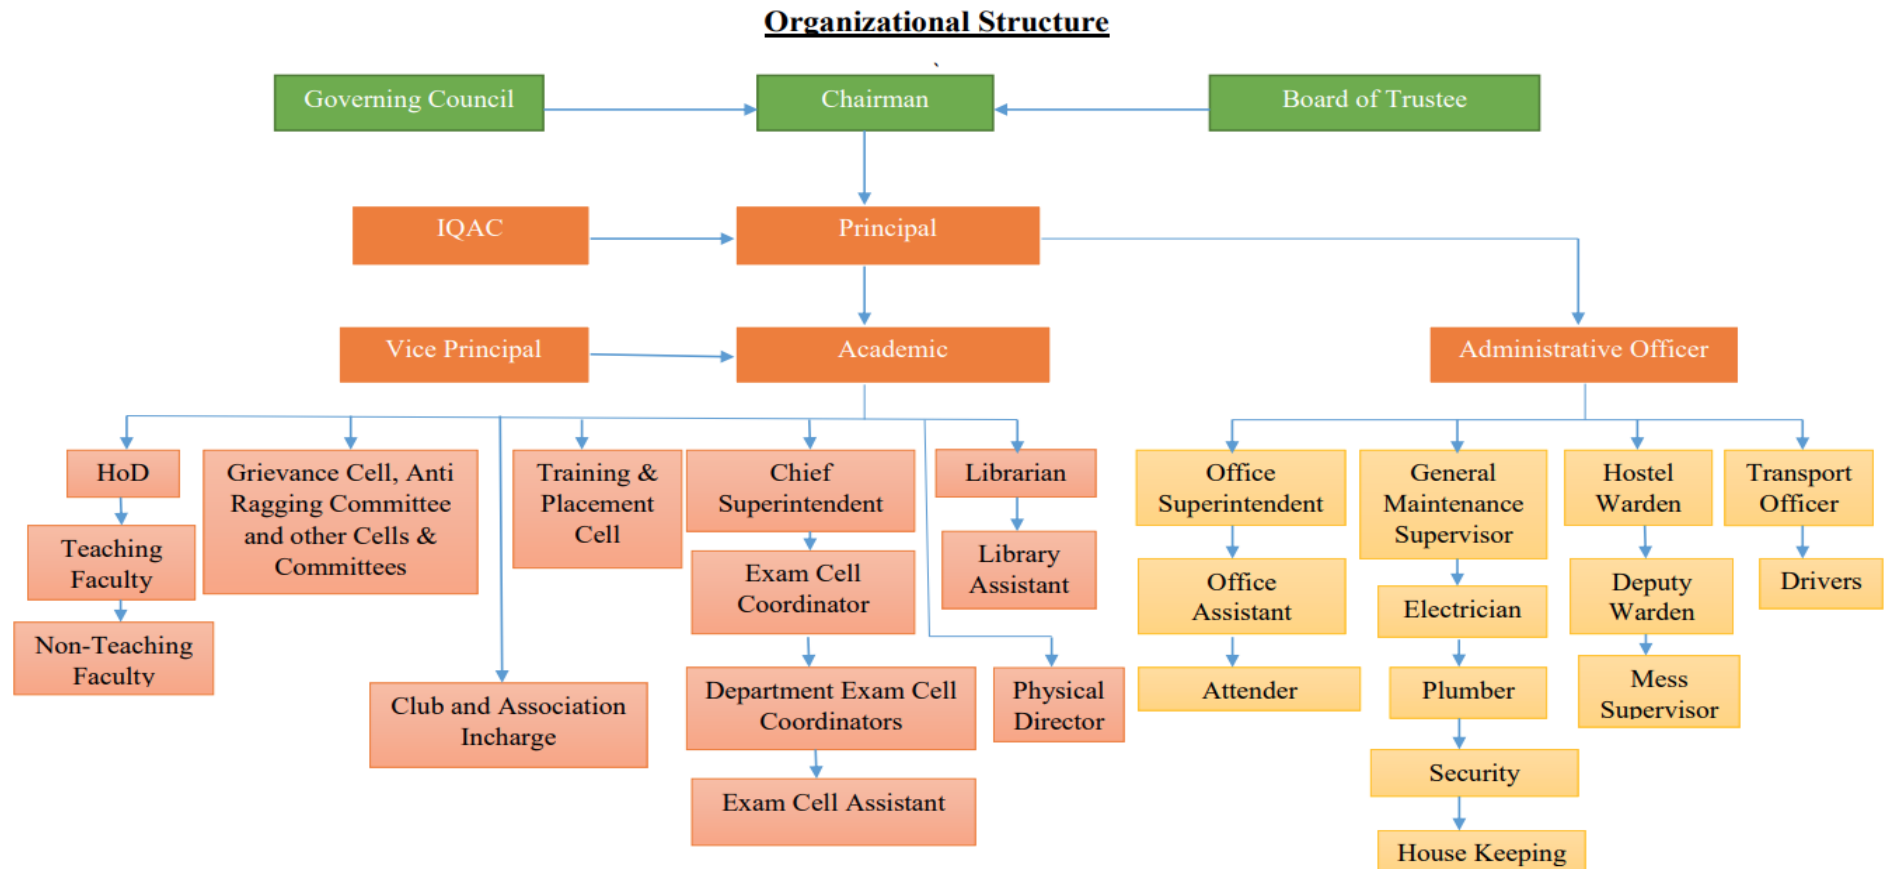 Organizational Structure
Governing Council
Chairman
Board of Trustee
IQAC
Principal
Vice Principal
Academic
Administrative Officer
HoD
Teaching
Faculty
Non-Teaching
Faculty
Grievance Cell, Anti
Ragging Committee
and other Cells &
Committees
Club and Association
Incharge
Training &
Placement
Cell
Chief
Superintendent
Exam Cell
Coordinator
Department Exam Cell
Coordinators
Exam Cell Assistant
Librarian
Library
Assistant
Physical
Director
Office
Superintendent
Office
Assistant
Attender
General
Maintenance
Supervisor
Electrician
Plumber
Security
House Keeping
Hostel
Warden
Deputy
Warden
Mess
Supervisor
Transport
Officer
Drivers